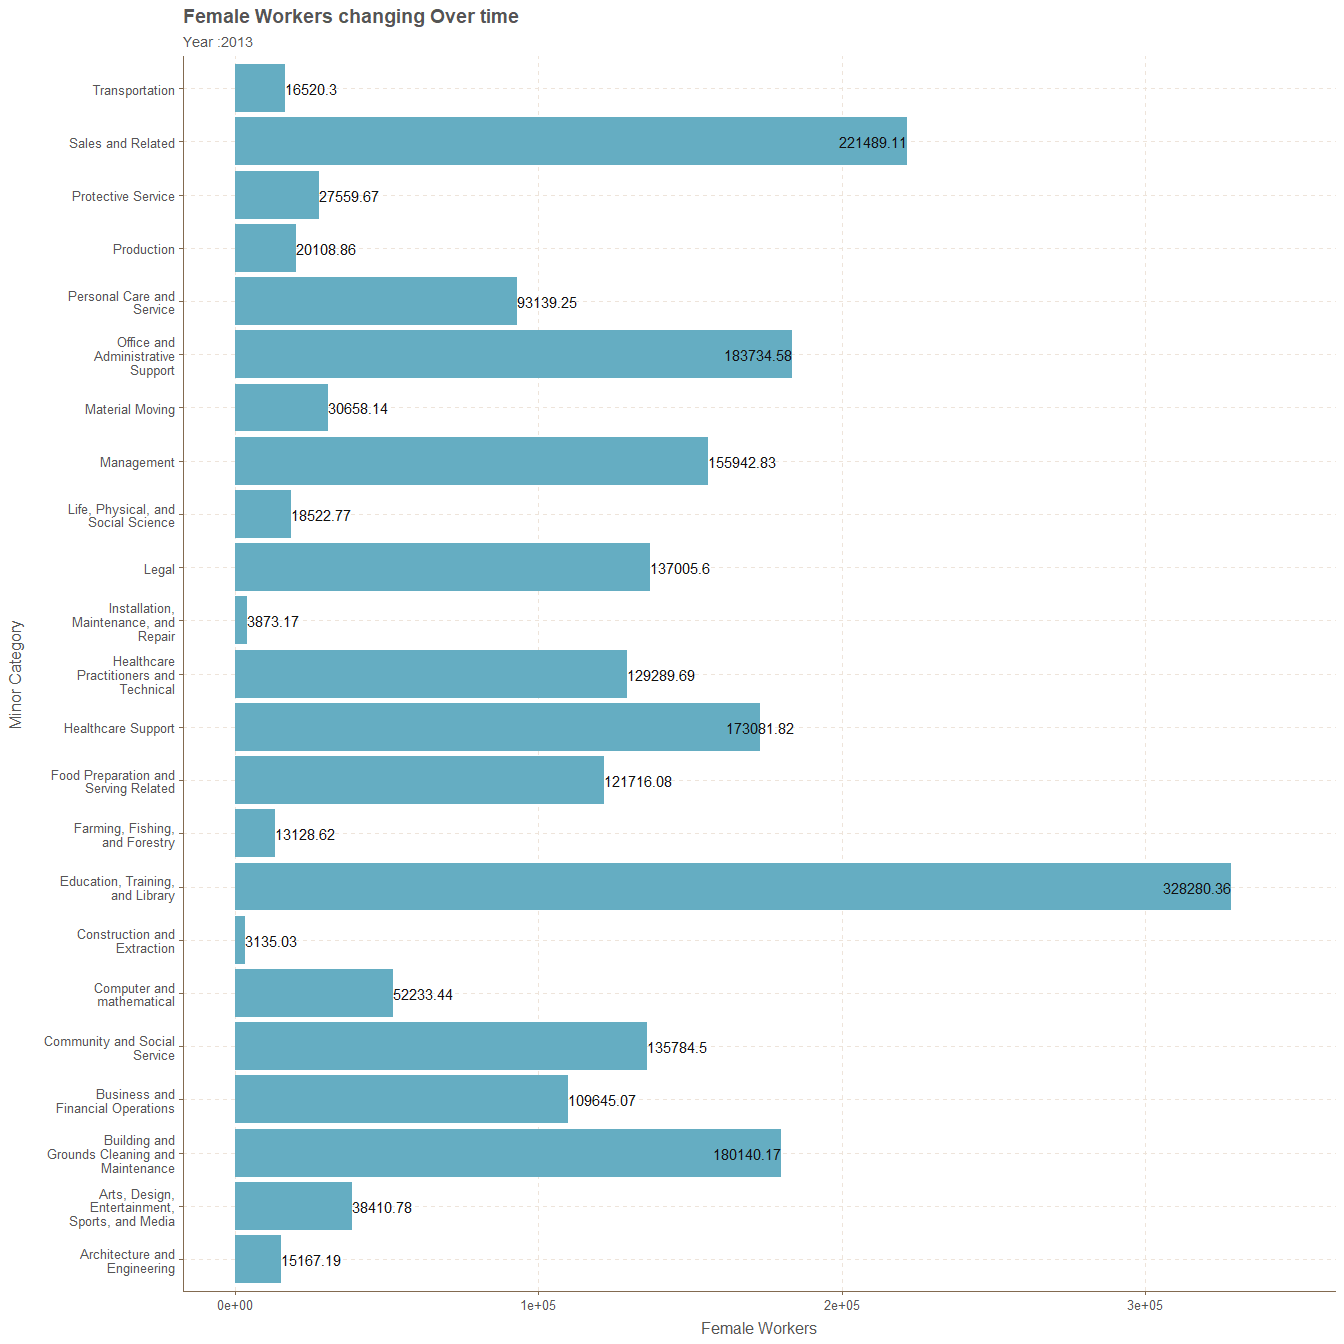 Female Workers changing Over time
Year :2013
Minor Category
Transportation
16520.3
Sales and Related
221489.11
Protective Service
27559.67
Production
20108.86
Personal Care and
Service
93139.25
Office and
Administrative
Support
183734.58
Material Moving
30658.14
Management
155942.83
Life, Physical, and
Social Science
18522.77
Legal
137005.6
Installation,
Maintenance, and
Repair
3873.17
Healthcare
Practitioners and
Technical
129289.69
Healthcare Support
173081.82
Food Preparation and
Serving Related
121716.08
Farming, Fishing,
and Forestry
13128.62
Education, Training,
and Library
328280.36
Construction and
Extraction
3135.03
Computer and
mathematical
52233.44
Community and Social
Service
135784.5
Business and
Financial Operations
109645.07
Building and
Grounds Cleaning and
Maintenance
180140.17
Arts, Design,
Entertainment,
Sports, and Media
38410.78
Architecture and
Engineering
15167.19
0e+00 1e+05 2e+05 3e+05
Female Workers